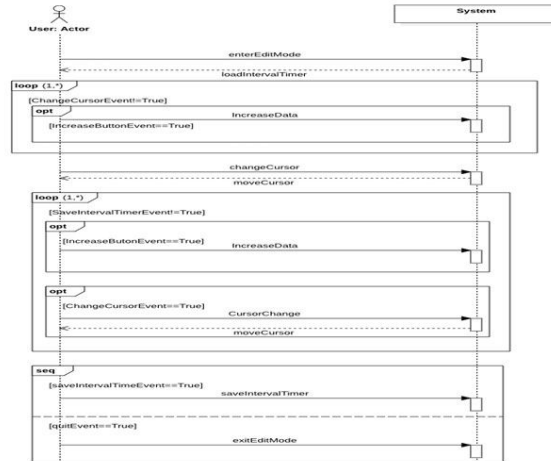 System
User: Actor
enterEditMode
loadIntervalTimer
loop (1,*)
[ChangeCursorEvent!=True]
opt
IncreaseData
[IncreaseButtonEvent==True]
changeCursor
moveCursor
loop (1,*)
[SaveIntervalTimerEvent!=True]
opt
[IncreaseButonEvent==True]
IncreaseData
opt
[ChangeCursorEvent==True]
CursorChange
moveCursor
seq
[saveIntervalTimeEvent==True]
saveIntervalTimer
[quitEvent==True]
exitEditMode